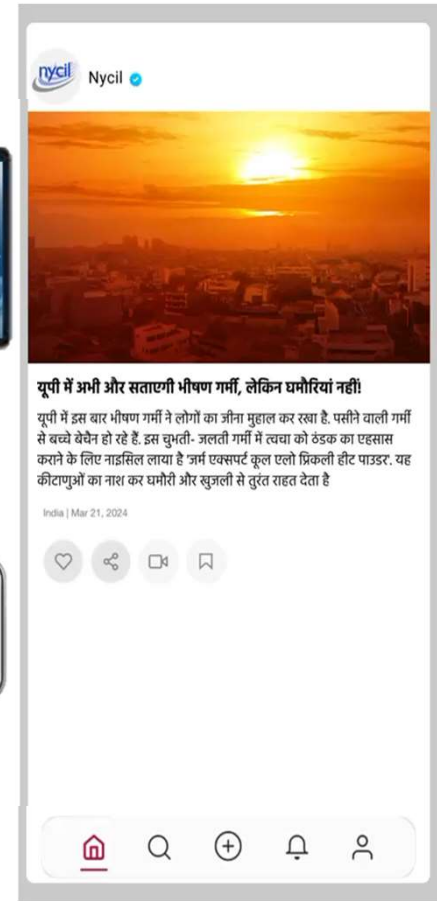 nycil
Nycil
यूपी में अभी और सताएगी भीषण गर्मी, लेकिन घमौरियां नहीं!
यूपी में इस बार भीषण गर्मी ने लोगों का जीना मुहाल कर रखा है. पसीने वाली गर्मी
से बच्चे बेचैन हो रहे हैं. इस चुभती- जलती गर्मी में त्वचा को ठंडक का एहसास
कराने के लिए नाइसिल लाया है 'जर्म एक्सपर्ट कूल एलो प्रिकली हीट पाउडर'. यह
कीटाणुओं का नाश कर घमौरी और खुजली से तुरंत राहत देता है
India | Mar 21, 2024